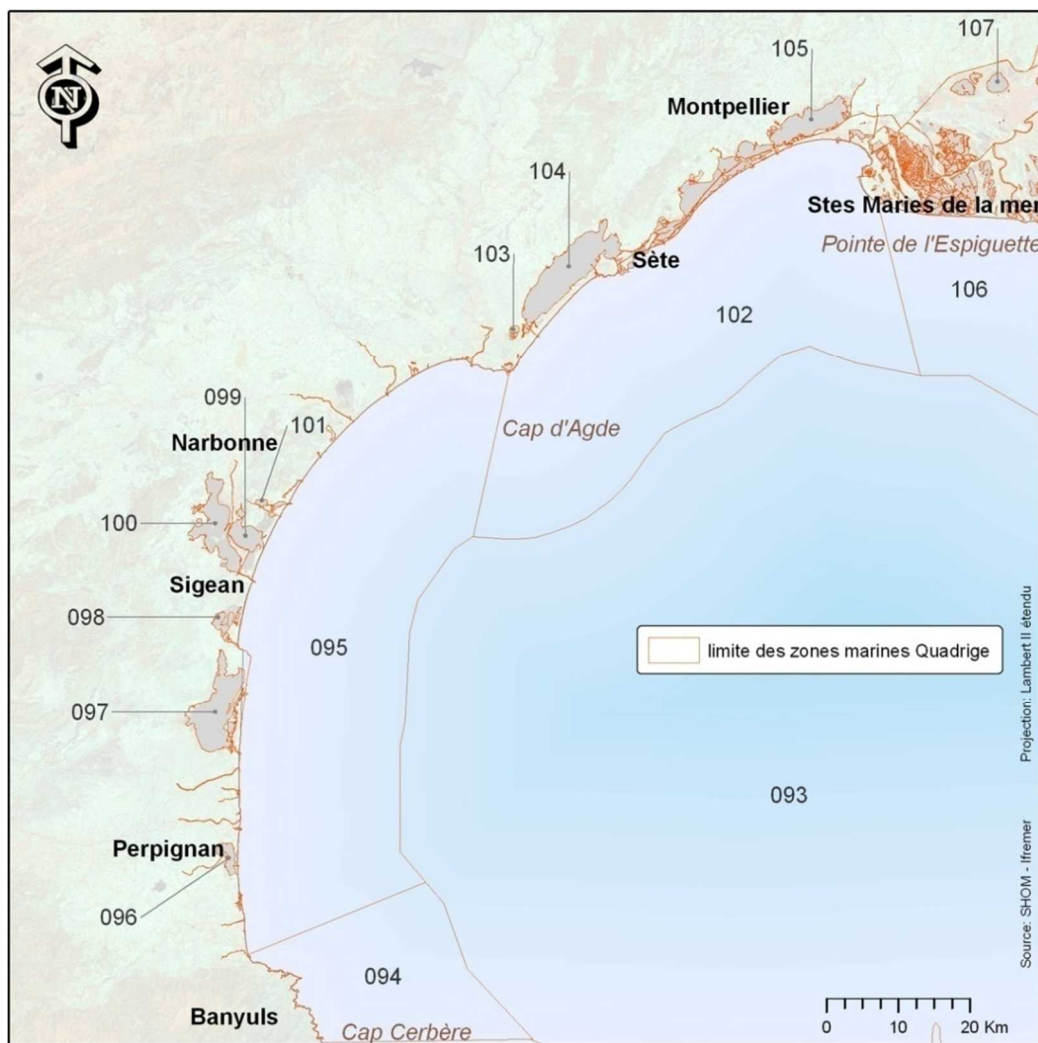 N
107
105
Montpellier
104
Stes Maries de la mer
Pointe de l'Espiguette
103
Sète
106
102
099
Cap d'Agde
101
Narbonne
100
Sigean
098
limite des zones marines Quadrige
095
097
Projection: Lambert II étendu
093
Perpignan
096
Source: SHOM - Ifremer
094
Banyuls
Cap Cerbère
0 10 20 Km